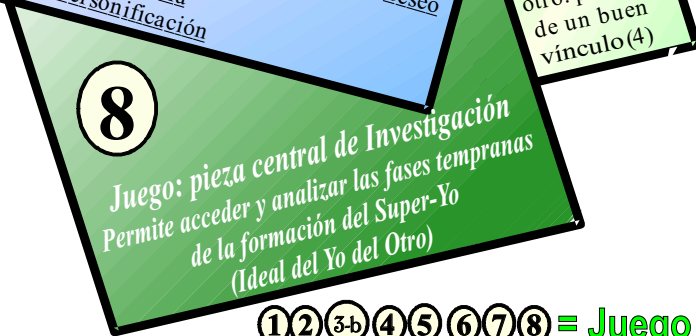 ersonificación
eseo
de un buen
vínculo(4)
8
Juego: pieza central de Investigación
Permite acceder y analizar las fases tempranas
de la formación del Super-Yo
(Ideal del Yo del Otro)
1 2 3-b 4 5 6 7 8 = Juego